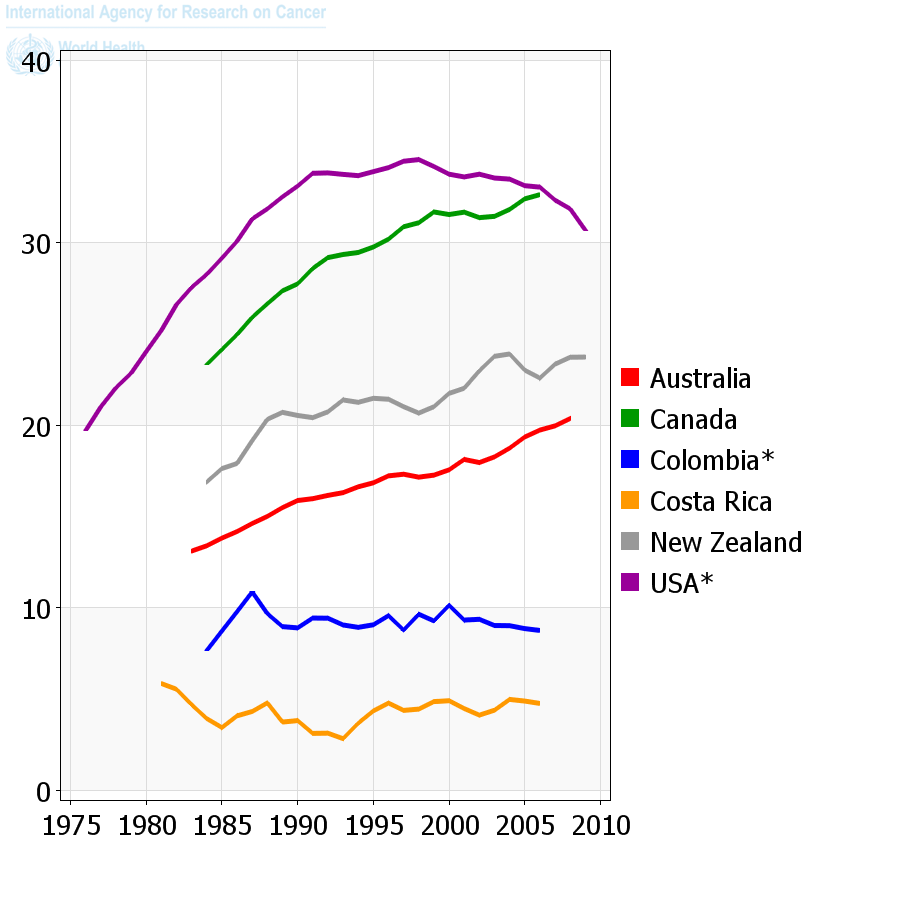 International Agency for Research on Cancer
World Health
40
30
20
10
0
1975 1980 1985 1990 1995 2000 2005 2010
Australia
Canada
Colombia*
Costa Rica
New Zealand
USA*